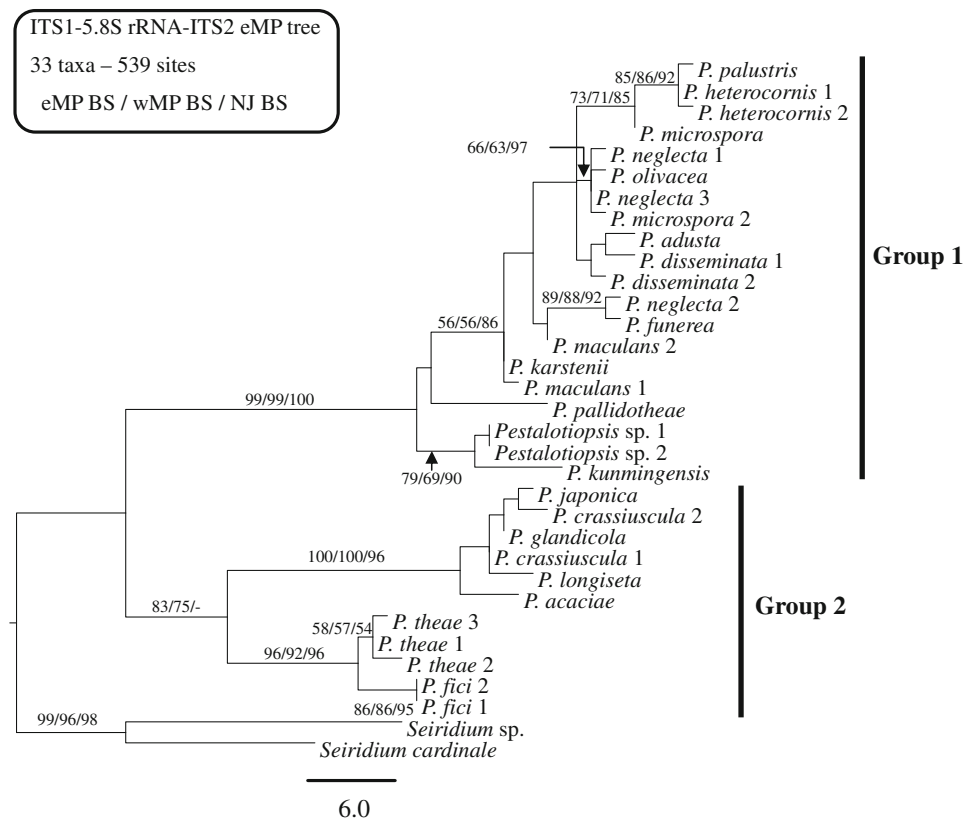 ITS1-5.8S rRNA-ITS2 eMP tree
33 taxa – 539 sites
eMP BS / wMP BS / NJ BS
85/86/92
P. palustris
73/71/85
P. heterocornis 1
P. heterocornis 2
P. microspora
66/63/97
P. neglecta 1
P. olivacea
P. neglecta 3
P. microspora 2
P. adusta
Group 1
P. disseminata 1
P. disseminata 2
89/88/92
P. neglecta 2
P. funerea
56/56/86
P. maculans 2
P. karstenii
P. maculans 1
99/99/100
P. pallidotheae
Pestalotiopsis sp. 1
Pestalotiopsis sp. 2
79/69/90
P. kunmingensis
P. japonica
P. crassiuscula 2
P. glandicola
100/100/96
P. crassiuscula 1
P. longiseta
P. acaciae
Group 2
83/75/-
P. theae 3
58/57/54
P. theae 1
96/92/96
P. theae 2
P. fici 2
86/86/95
P. fici 1
99/96/98
Seiridium sp.
Seiridium cardinale
6.0